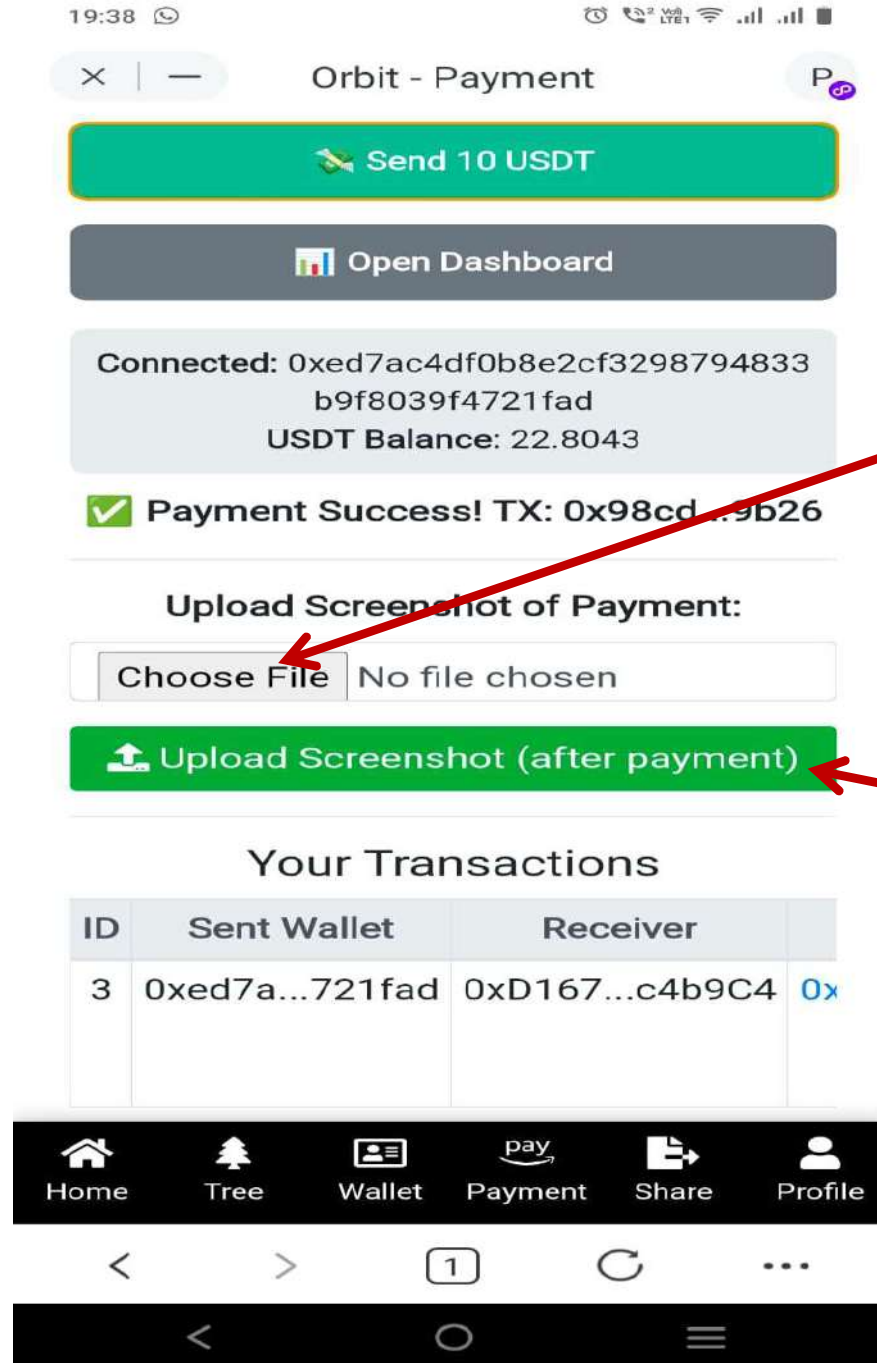 19:38
Orbit - Payment
P
Send 10 USDT
Open Dashboard
Connected: 0xed7ac4df0b8e2cf3298794833
b9f8039f4721fad
USDT Balance: 22.8043
Payment Success! TX: 0x98cd...9b26
Upload Screenshot of Payment:
Choose File No file chosen
Upload Screenshot (after payment)
Your Transactions
ID Sent Wallet Receiver
3 0xed7a...721fad 0xD167...c4b9C4 0x
pay
Home Tree Wallet Payment Share Profile
1